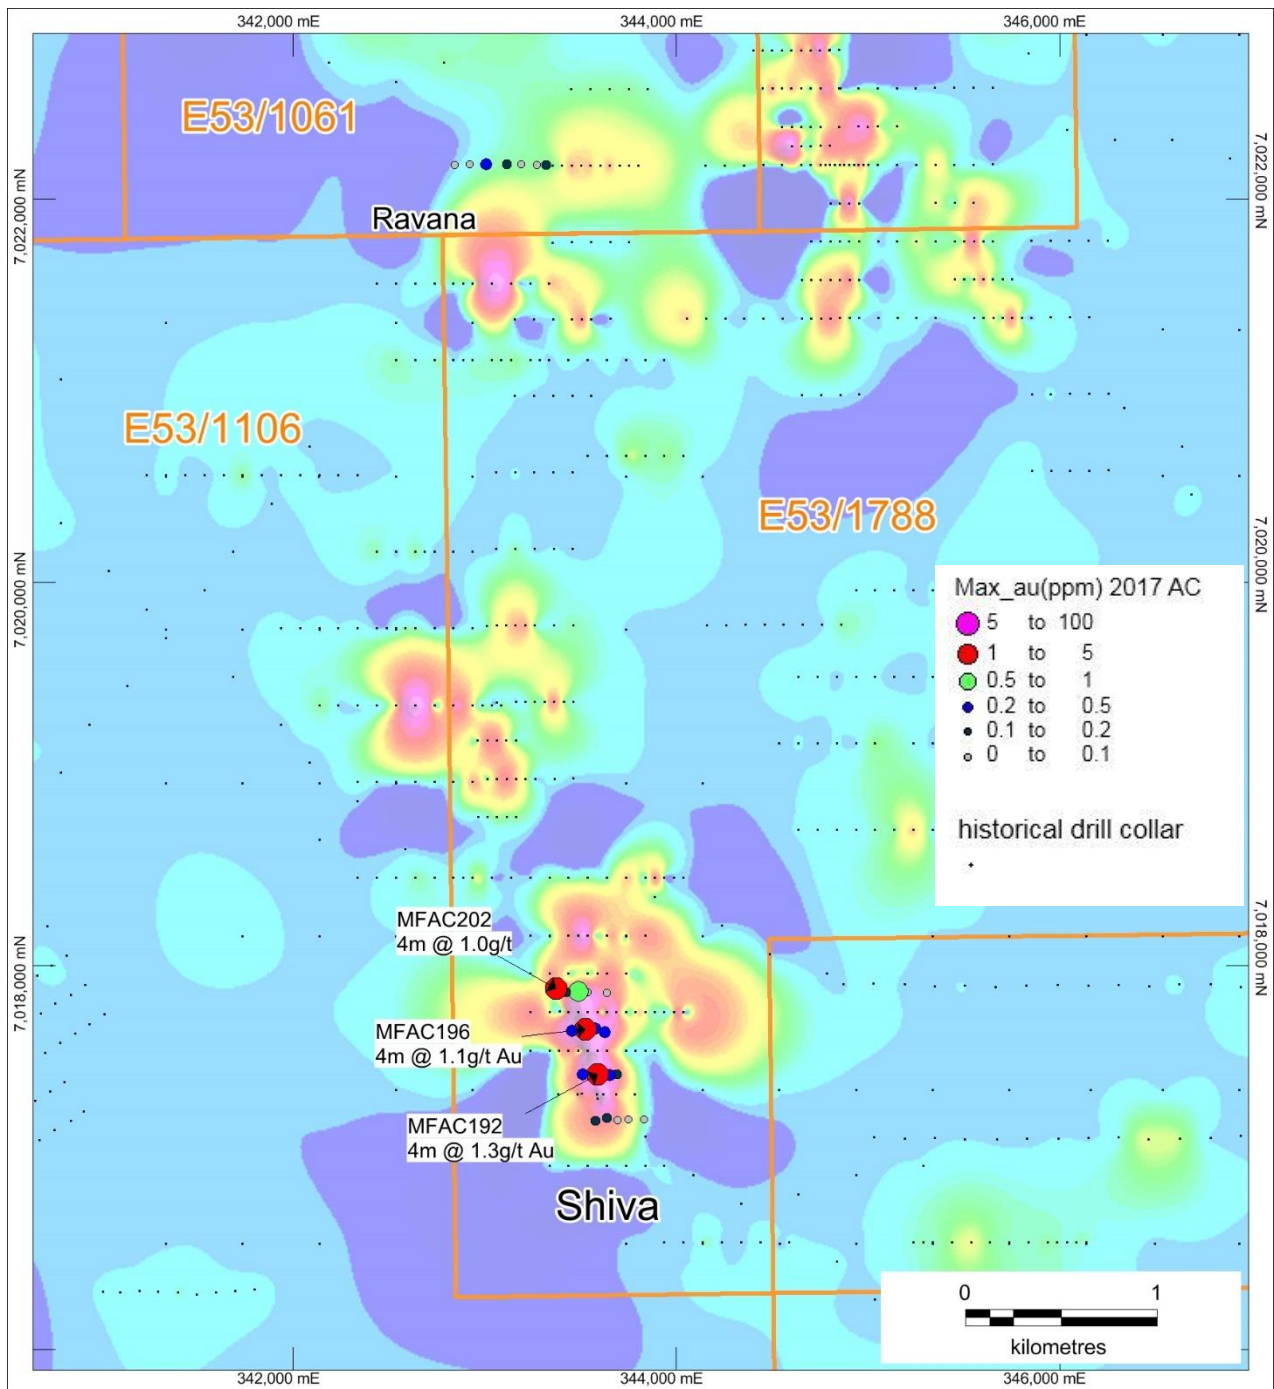 342,000 mE
344,000 mE
346,000 mE
E53/1061
7,022,000 mN
7,022,000 mN
Ravana
E53/1106
E53/1788
7,020,000 mN
7,020,000 mN
Max_au(ppm) 2017 AC
5 to 100
1 to 5
0.5 to 1
0.2 to 0.5
0.1 to 0.2
0 to 0.1
historical drill collar
MFAC202
4m @ 1.0g/t
7,018,000 mN
7,018,000 mN
MFAC196
4m @ 1.1g/t Au
MFAC192
4m @ 1.3g/t Au
Shiva
0 1
kilometres
342,000 mE
344,000 mE
346,000 mE